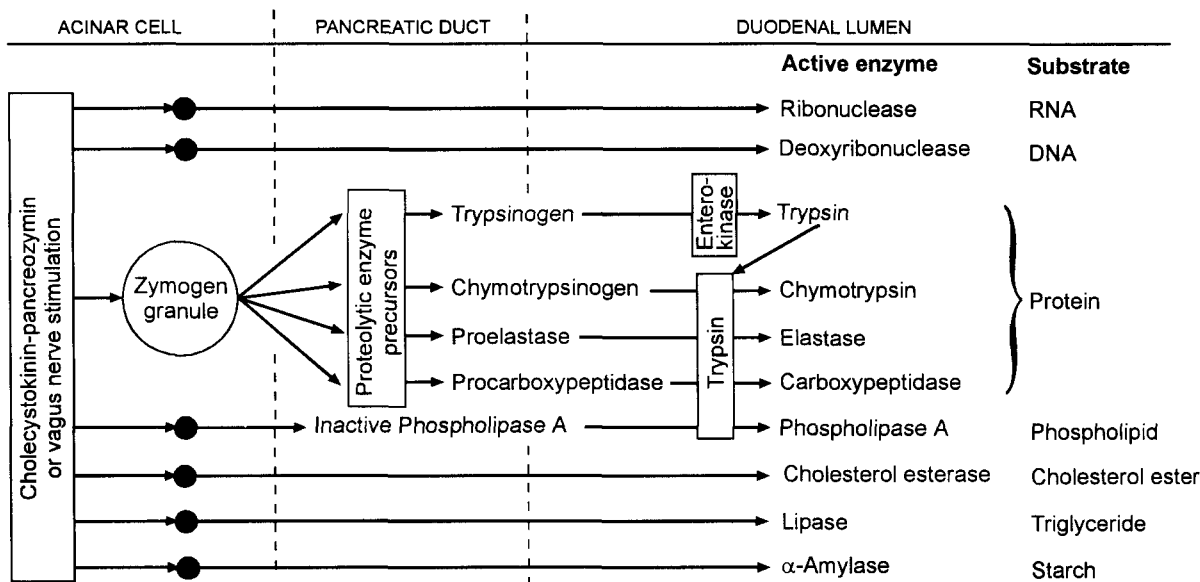 ACINAR CELL PANCREATIC DUCT DUODENAL LUMEN
Active enzyme Substrate
Ribonuclease RNA
Deoxyribonuclease DNA
Cholecystokinin-pancreozymin
or vagus nerve stimulation
Zymogen
granule
Proteolytic enzyme
precursors
Trypsinogen
Entero-
kinase
Trypsin
Chymotrypsinogen
Trypsin
Chymotrypsin
Proelastase Elastase
Protein
Procarboxypeptidase Carboxypeptidase
Inactive Phospholipase A Phospholipase A Phospholipid
Cholesterol esterase Cholesterol ester
Lipase Triglyceride
α-Amylase Starch